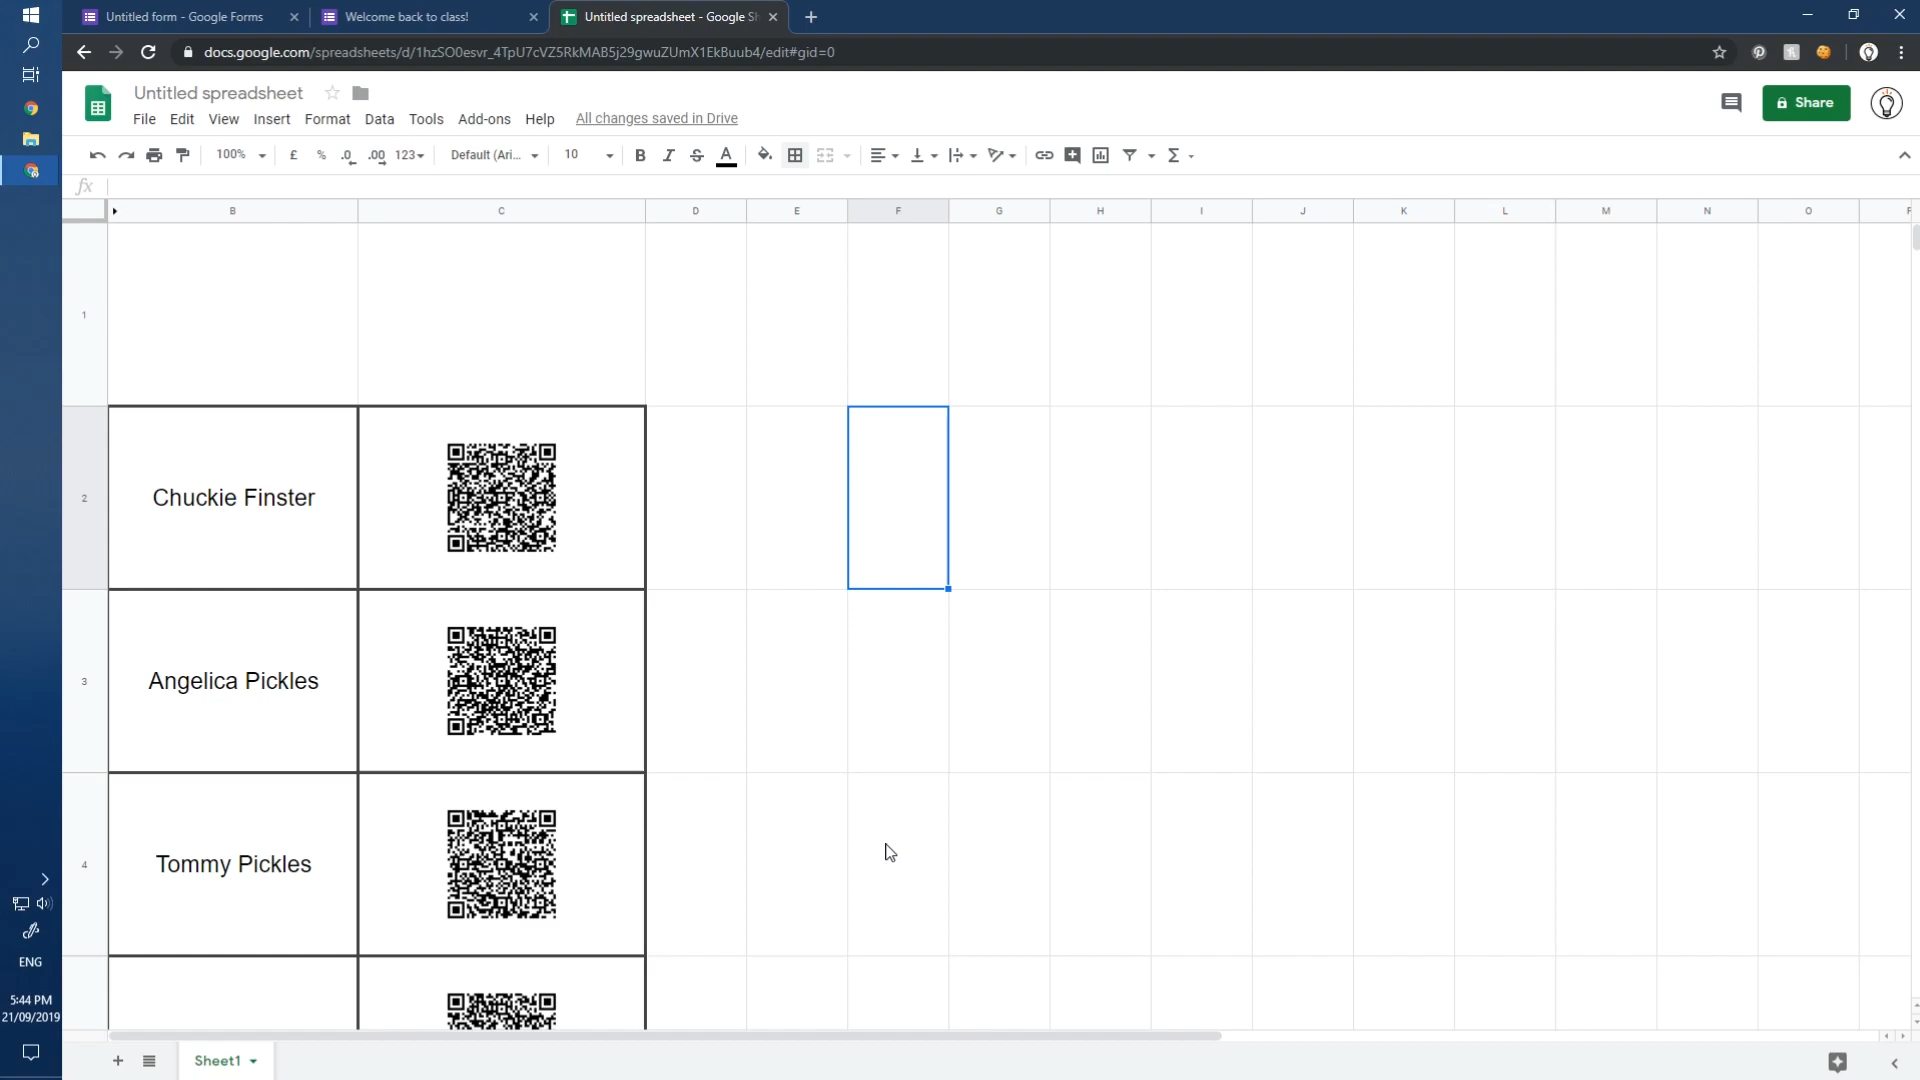 Untitled form - Google Forms
Welcome back to class!
Untitled spreadsheet - Google Sh
docs.google.com/spreadsheets/d/1hzSO0esvr_4TpU7cVZ5RkMAB5j29gwuZUmX1EkBuub4/edit#gid=0
Untitled spreadsheet
File Edit View Insert Format Data Tools Add-ons Help All changes saved in Drive
Share
100% £ % .0 .00 123 Default (Ari... 10 B I S A Σ
fx
B C D E F G H I J K L M N O
1
2 Chuckie Finster
3 Angelica Pickles
4 Tommy Pickles
ENG
5:44 PM
21/09/2019
Sheet1